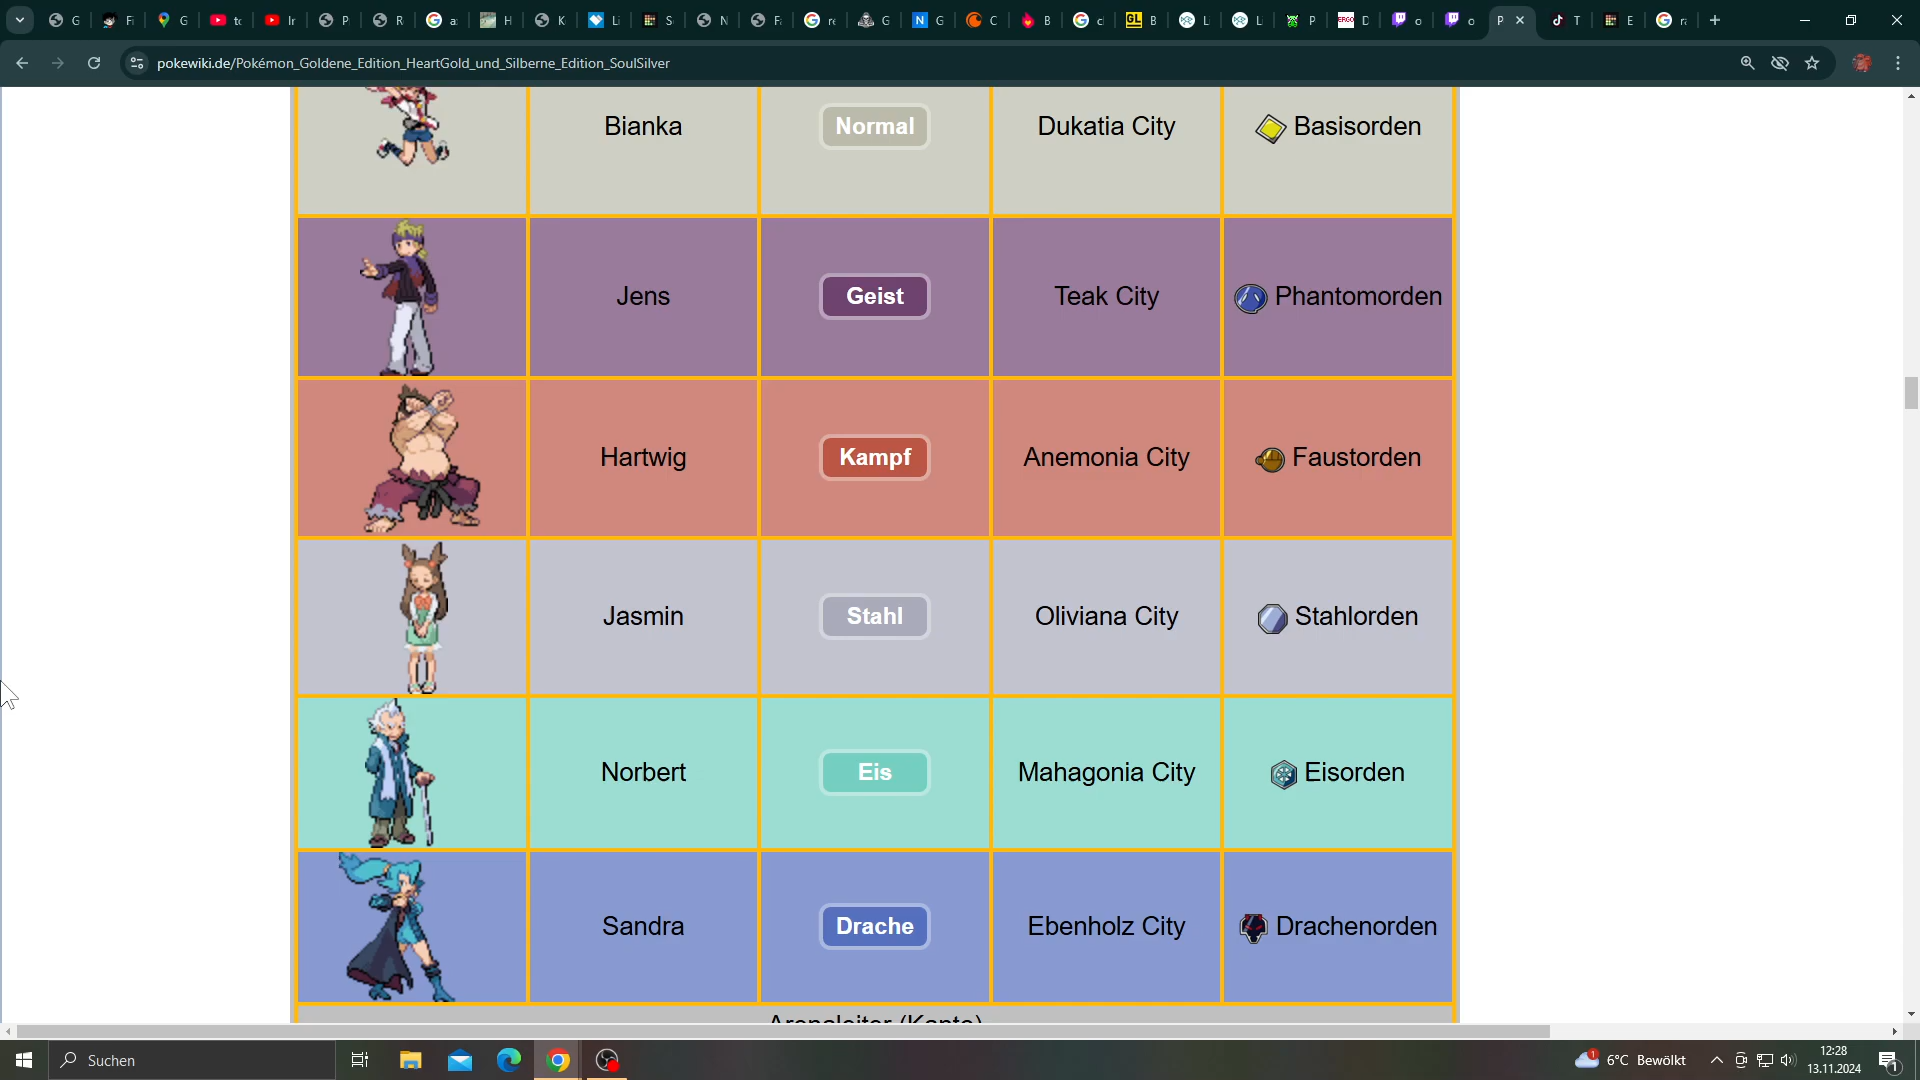 pokewiki.de/Pokémon_Goldene_Edition_HeartGold_und_Silberne_Edition_SoulSilver
Bianka Normal Dukatia City Basisorden
Jens Geist Teak City Phantomorden
Hartwig Kampf Anemonia City Faustorden
Jasmin Stahl Oliviana City Stahlorden
Norbert Eis Mahagonia City Eisorden
Sandra Drache Ebenholz City Drachenorden
Arenaleiter (Kanto)
Suchen
6°C Bewölkt
12:28
13.11.2024